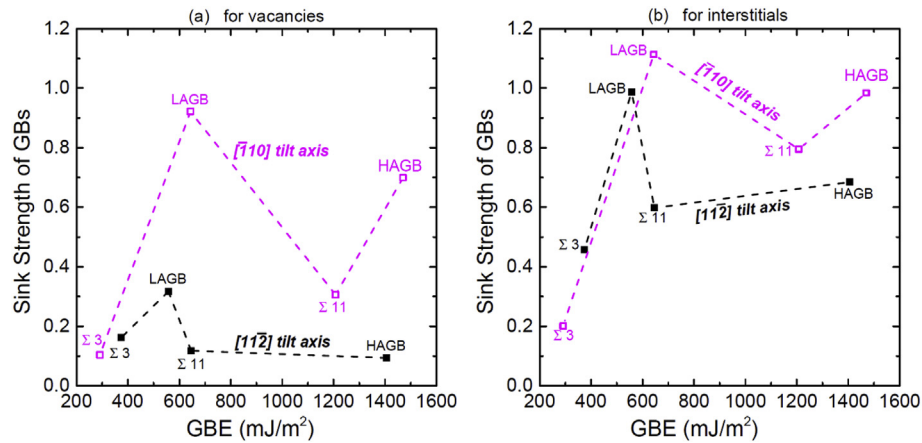 (a) for vacancies
1.2
1.0
0.8
0.6
0.4
0.2
0.0
Sink Strength of GBs
LAGB
[1̅10] tilt axis
HAGB
LAGB
Σ 3
Σ 3
Σ 11
Σ 11
[112̅] tilt axis
HAGB
200 400 600 800 1000 1200 1400 1600
GBE (mJ/m²)
(b) for interstitials
1.2
1.0
0.8
0.6
0.4
0.2
0.0
Sink Strength of GBs
LAGB
[1̅10] tilt axis
HAGB
LAGB
Σ 11
Σ 11
[112̅] tilt axis
HAGB
Σ 3
Σ 3
200 400 600 800 1000 1200 1400 1600
GBE (mJ/m²)